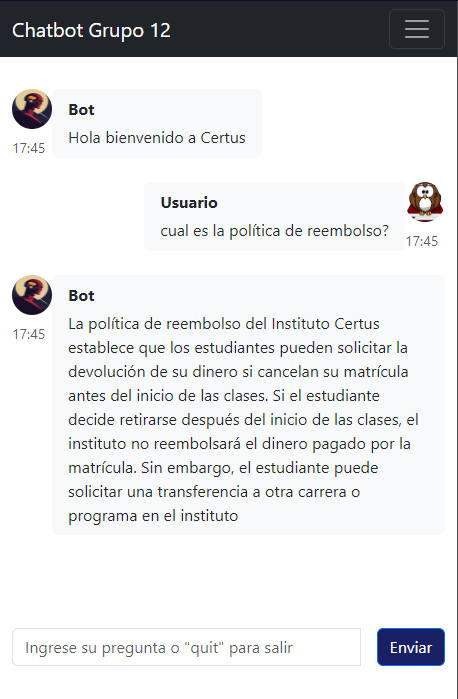 Chatbot Grupo 12
Bot
Hola bienvenido a Certus
17:45
Usuario
cual es la política de reembolso?
17:45
Bot
17:45
La política de reembolso del Instituto Certus
establece que los estudiantes pueden solicitar la
devolución de su dinero si cancelan su matrícula
antes del inicio de las clases. Si el estudiante
decide retirarse después del inicio de las clases, el
instituto no reembolsará el dinero pagado por la
matrícula. Sin embargo, el estudiante puede
solicitar una transferencia a otra carrera o
programa en el instituto
Ingrese su pregunta o "quit" para salir
Enviar